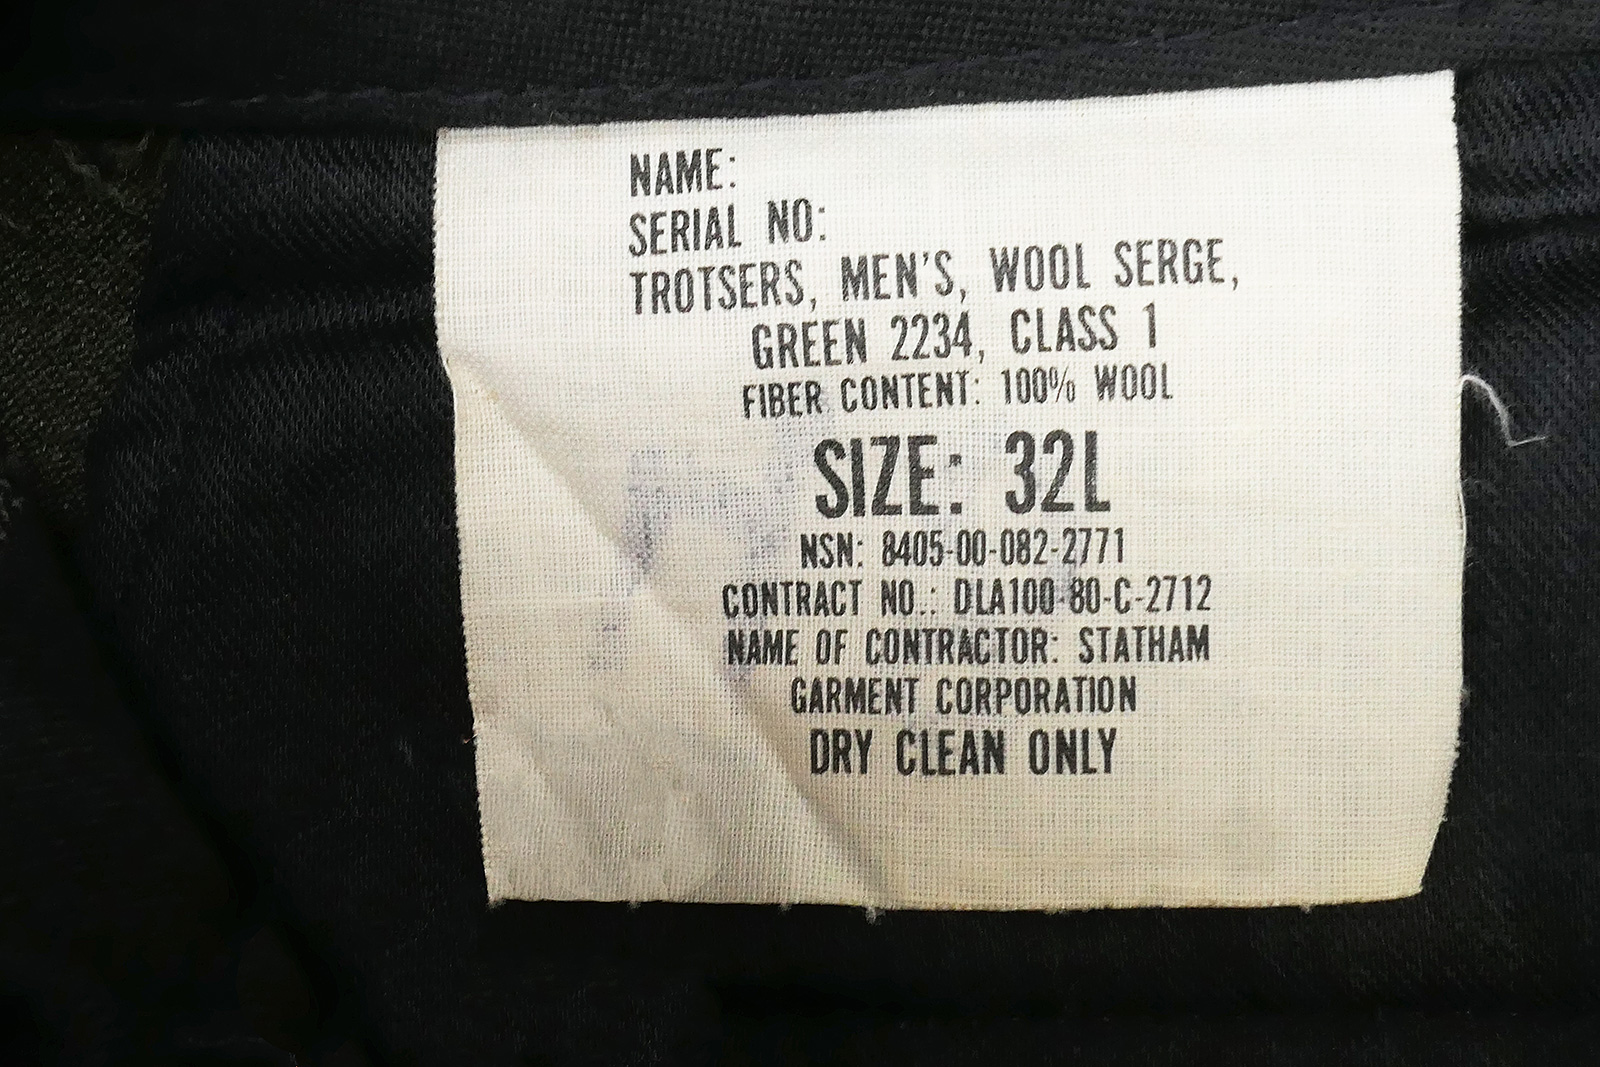 NAME:
SERIAL NO:
TROTSERS, MEN'S, WOOL SERGE,
GREEN 2234, CLASS 1
FIBER CONTENT: 100% WOOL
SIZE: 32L
NSN: 8405-00-082-2771
CONTRACT NO.: DLA100-80-C-2712
NAME OF CONTRACTOR: STATHAM
GARMENT CORPORATION
DRY CLEAN ONLY